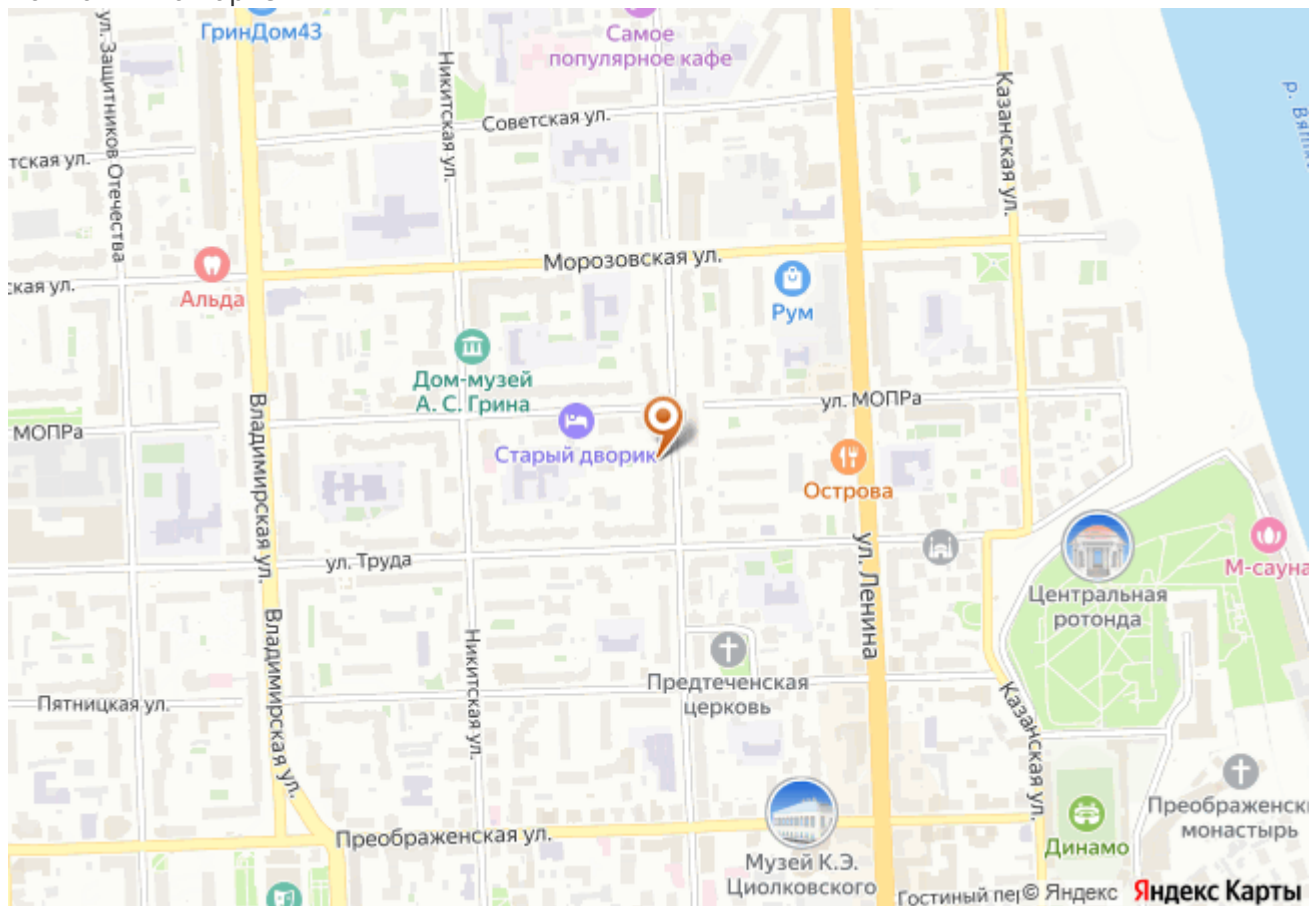 ГринДом43
Самое
популярное кафе
ул. Защитников Отечества
Никитская ул.
Казанская ул.
Советская ул.
тская ул.
Морозовская ул.
ская ул.
Альда
Рум
Дом-музей
А. С. Грина
ул. МОПРа
МОПРа
Владимирская ул.
Старый дворик
Острова
ул. Труда
ул. Ленина
М-сауна
Центральная
ротонда
Владимирская ул.
Никитская ул.
Предтеченская
церковь
Пятницкая ул.
Казанская ул.
Преображенск
монастырь
Преображенская ул.
Динамо
Музей К.Э.
Циолковского
Гостиный пер
© Яндекс
Яндекс Карты